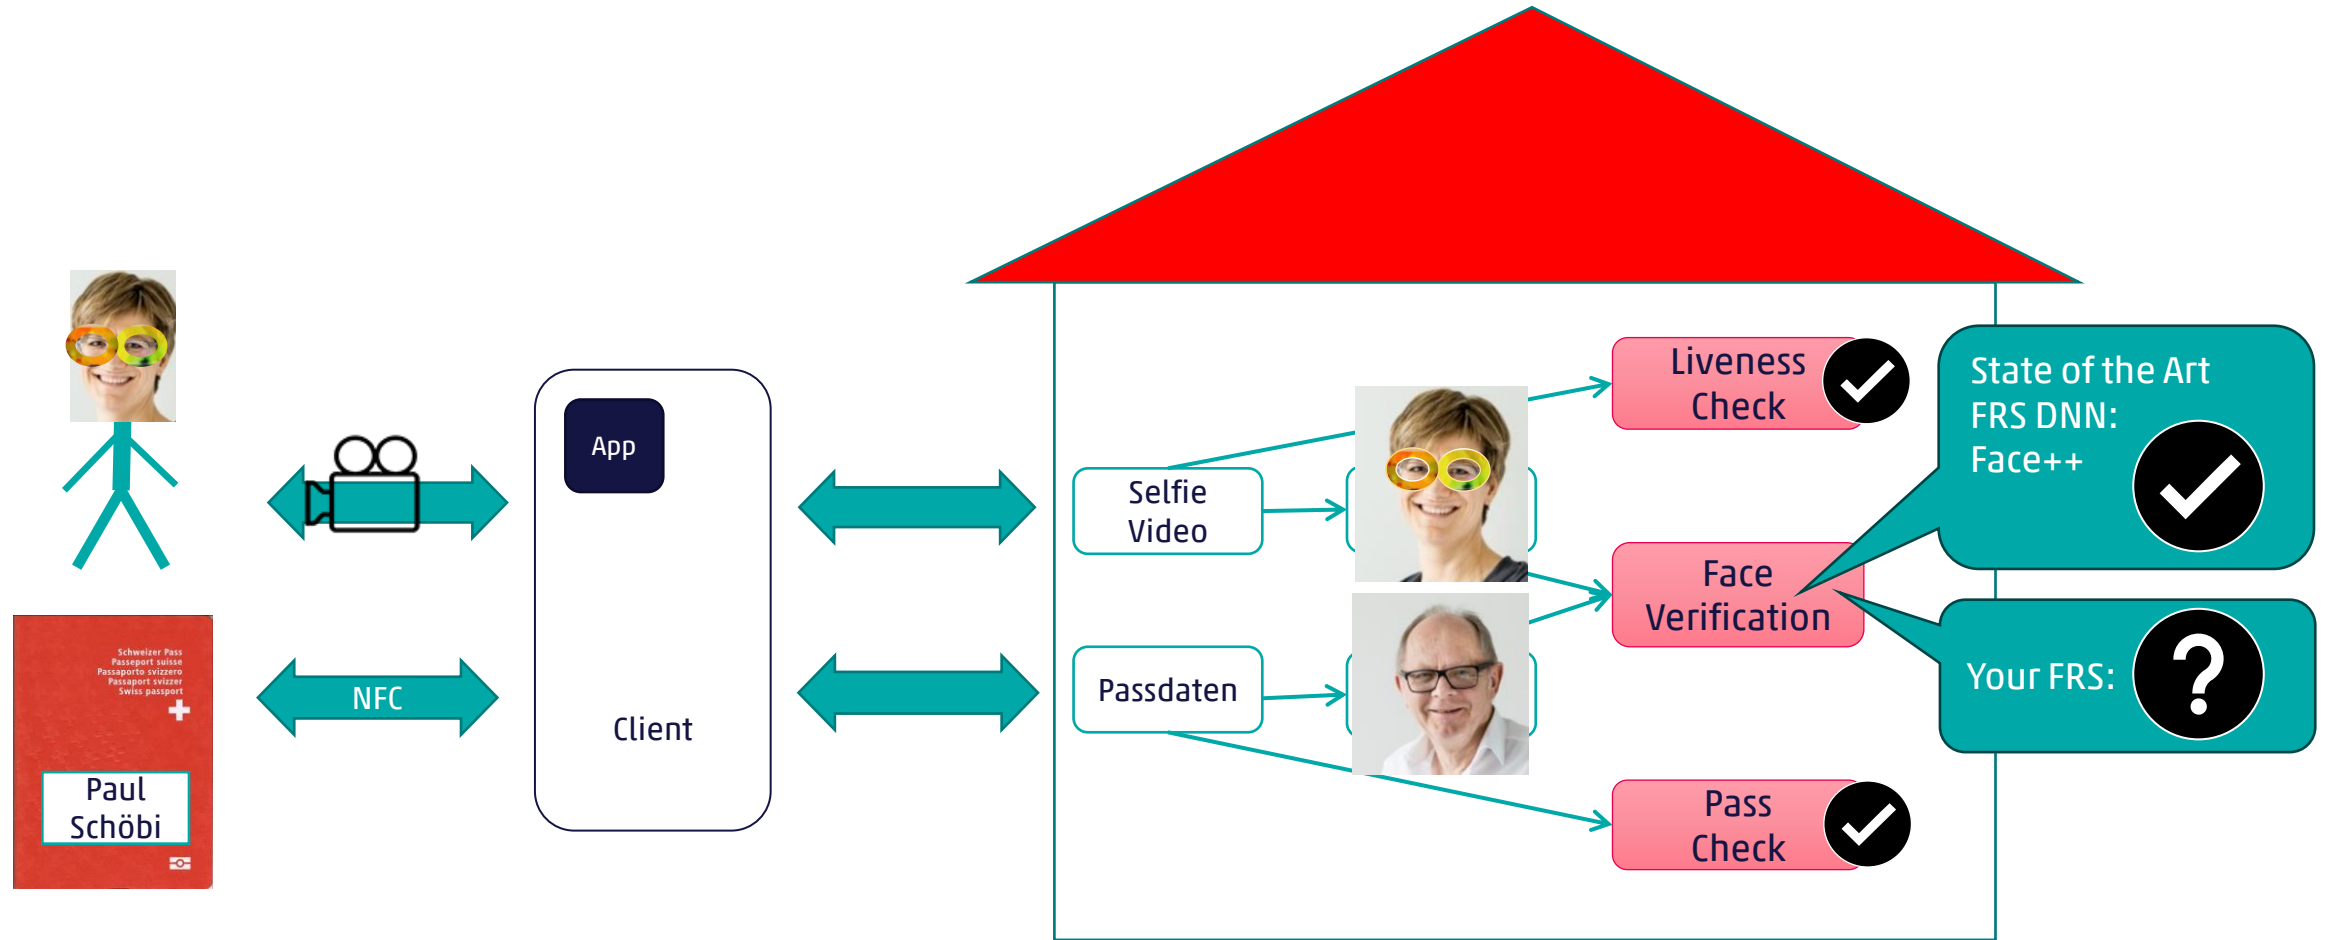 Schweizer Pass
Passeport suisse
Passaporto svizzero
Passaport svizzer
Swiss passport
Paul
Schöbi
NFC
App
Client
Selfie
Video
Passdaten
Liveness
Check
Face
Verification
Pass
Check
State of the Art
FRS DNN:
Face++
Your FRS:
?